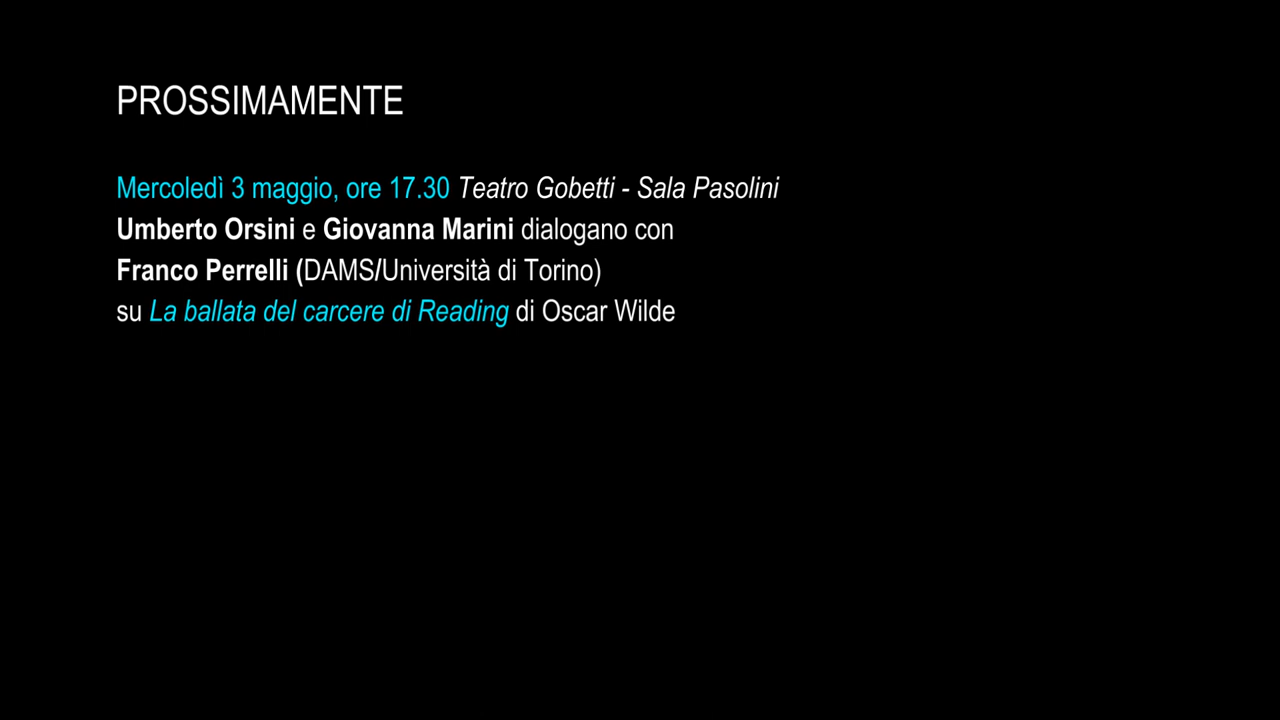 PROSSIMAMENTE
Mercoledì 3 maggio, ore 17.30 Teatro Gobetti - Sala Pasolini
Umberto Orsini e Giovanna Marini dialogano con
Franco Perrelli (DAMS/Università di Torino)
su La ballata del carcere di Reading di Oscar Wilde